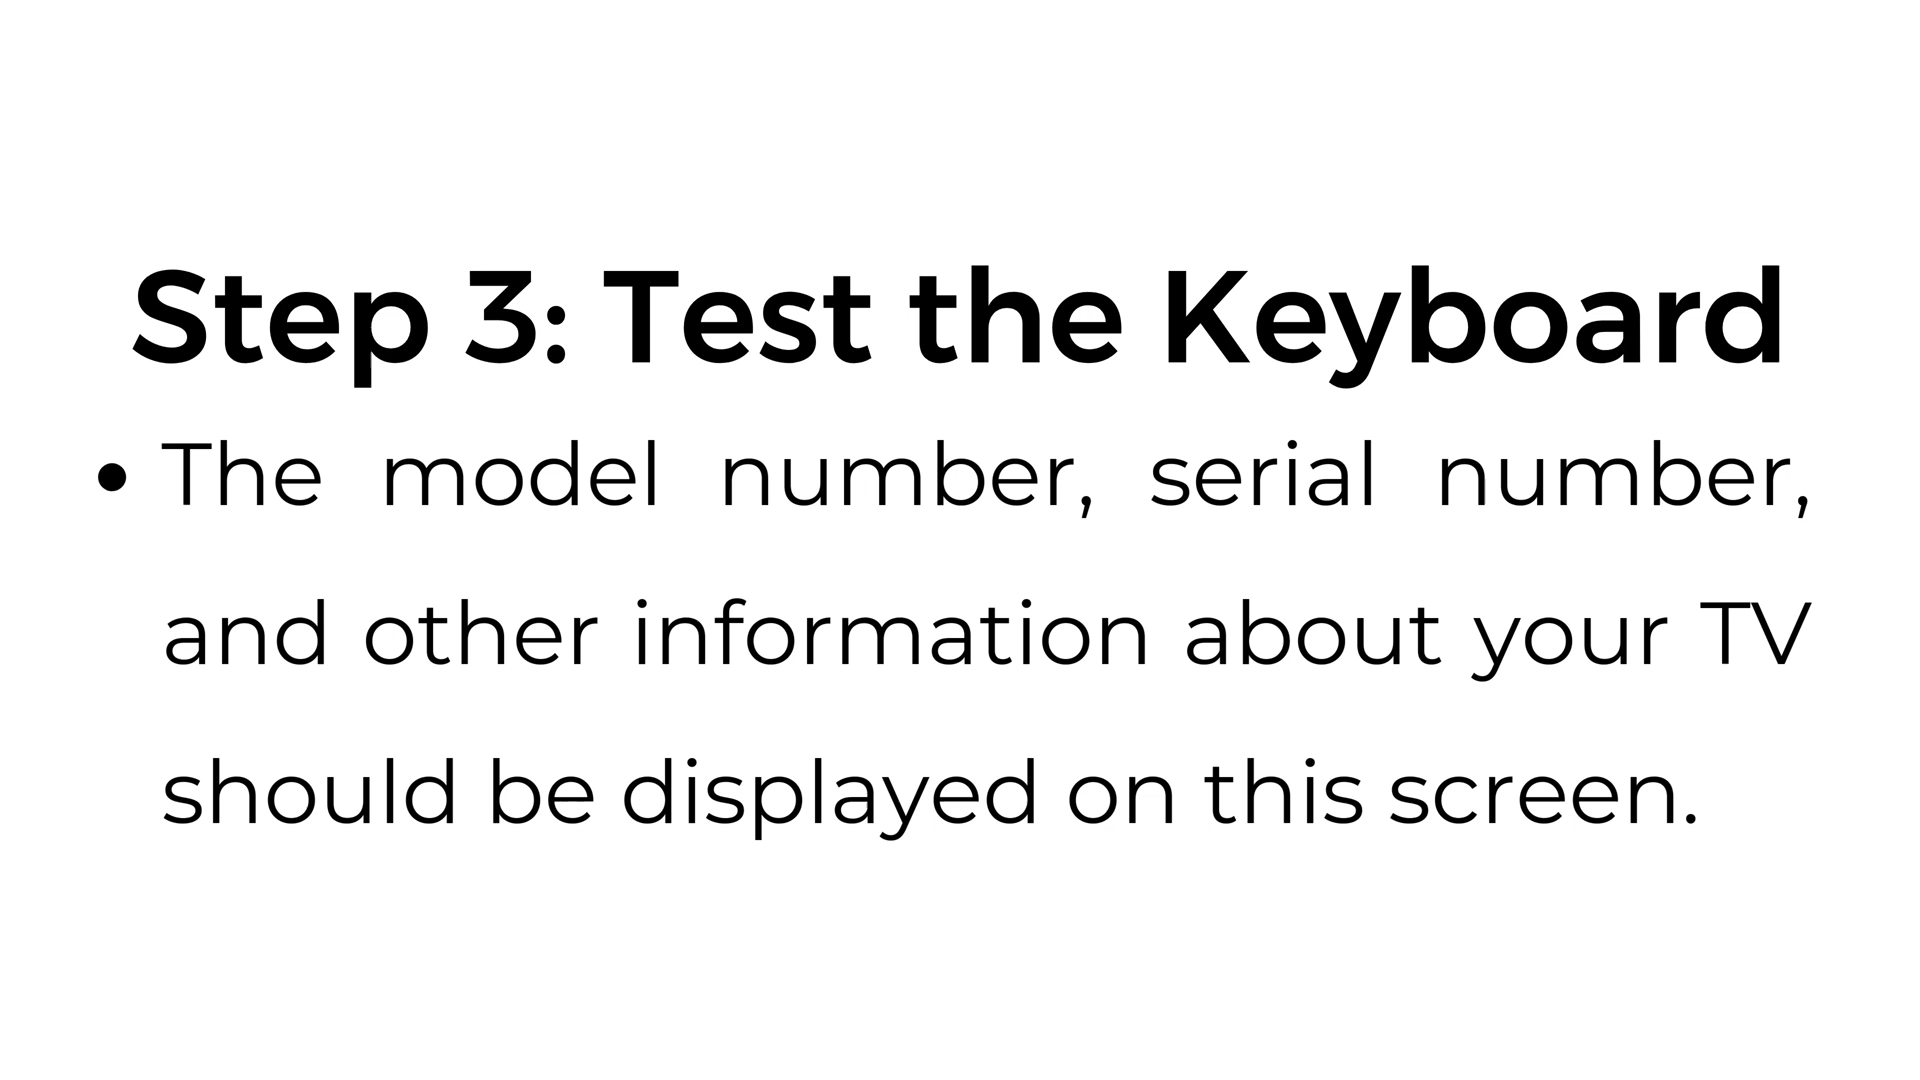 Step 3: Test the Keyboard
• The model number, serial number,
and other information about your TV
should be displayed on this screen.